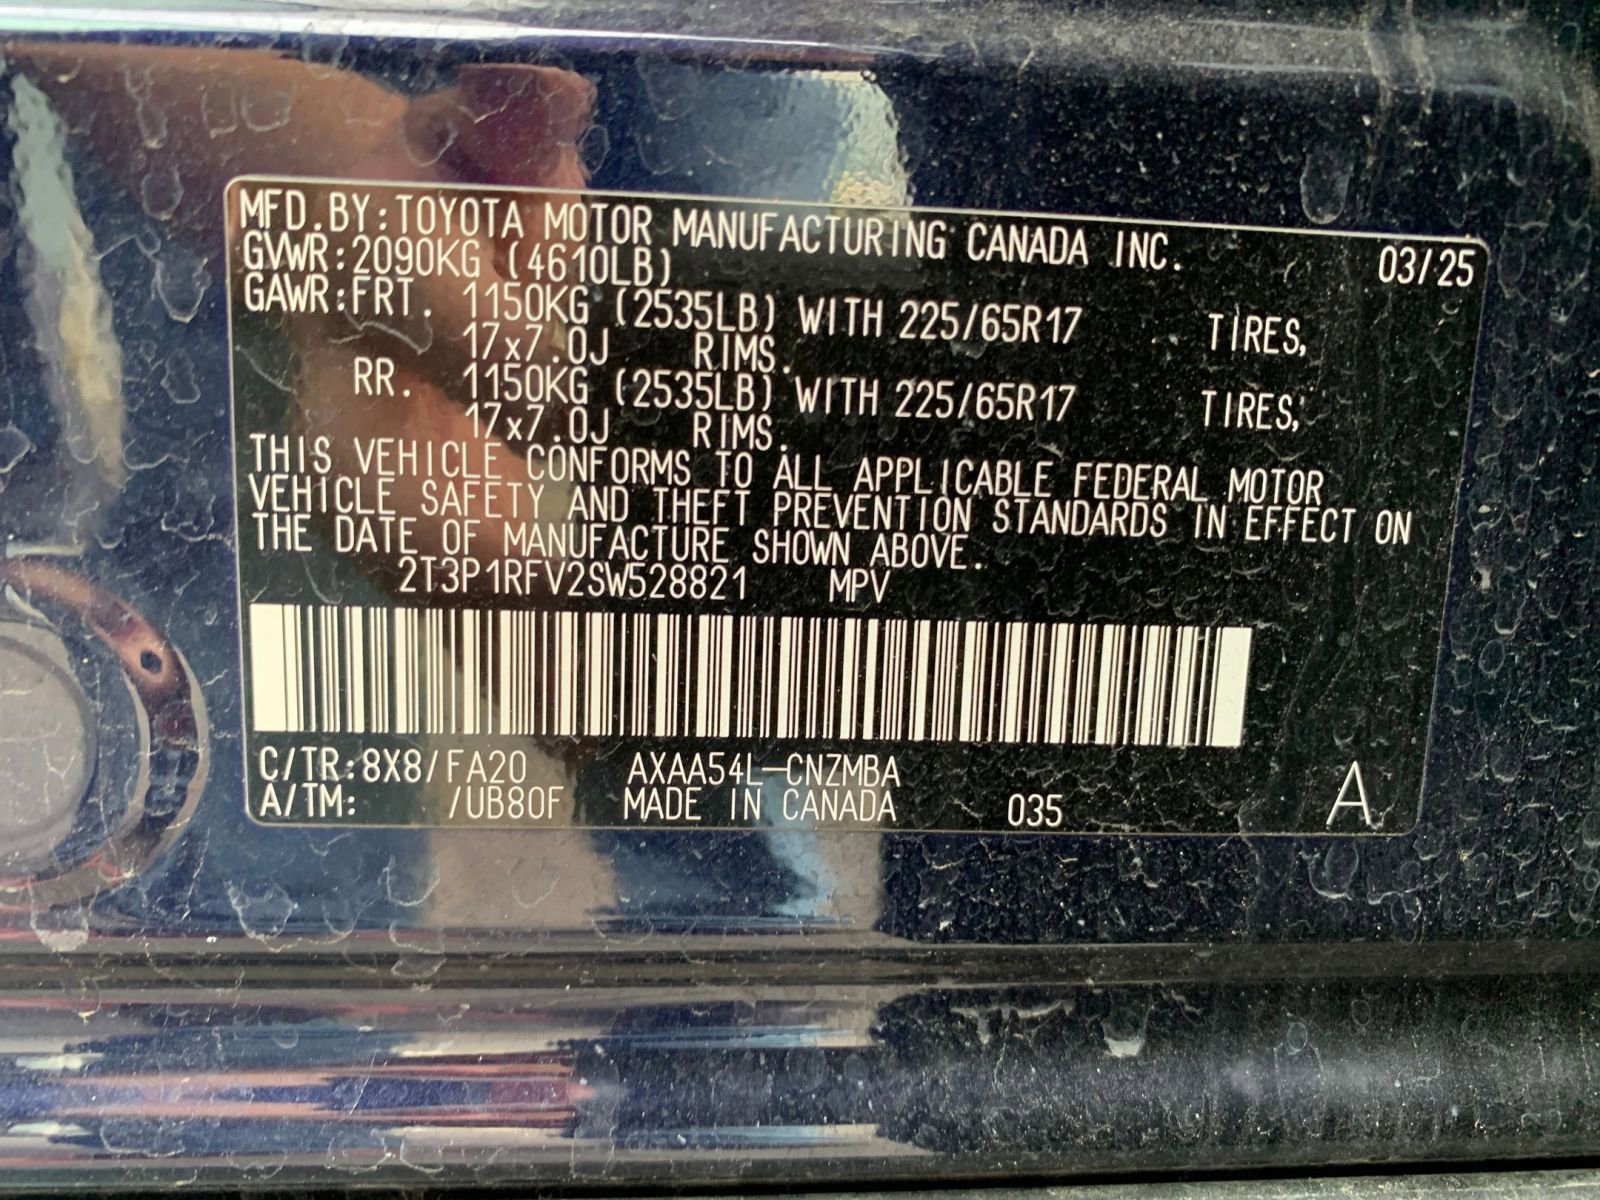 MFD.BY:TOYOTA MOTOR MANUFACTURING CANADA INC. 03/25
GVWR:2090KG (4610LB)
GAWR:FRT. 1150KG (2535LB) WITH 225/65R17 TIRES,
17x7.0J RIMS.
RR. 1150KG (2535LB) WITH 225/65R17 TIRES,
17x7.0J RIMS.
THIS VEHICLE CONFORMS TO ALL APPLICABLE FEDERAL MOTOR
VEHICLE SAFETY AND THEFT PREVENTION STANDARDS IN EFFECT ON
THE DATE OF MANUFACTURE SHOWN ABOVE.
2T3P1RFV2SW528821 MPV
C/TR:8X8/FA20 AXAA54L-CNZMBA
A/TM: /UB80F MADE IN CANADA 035 A